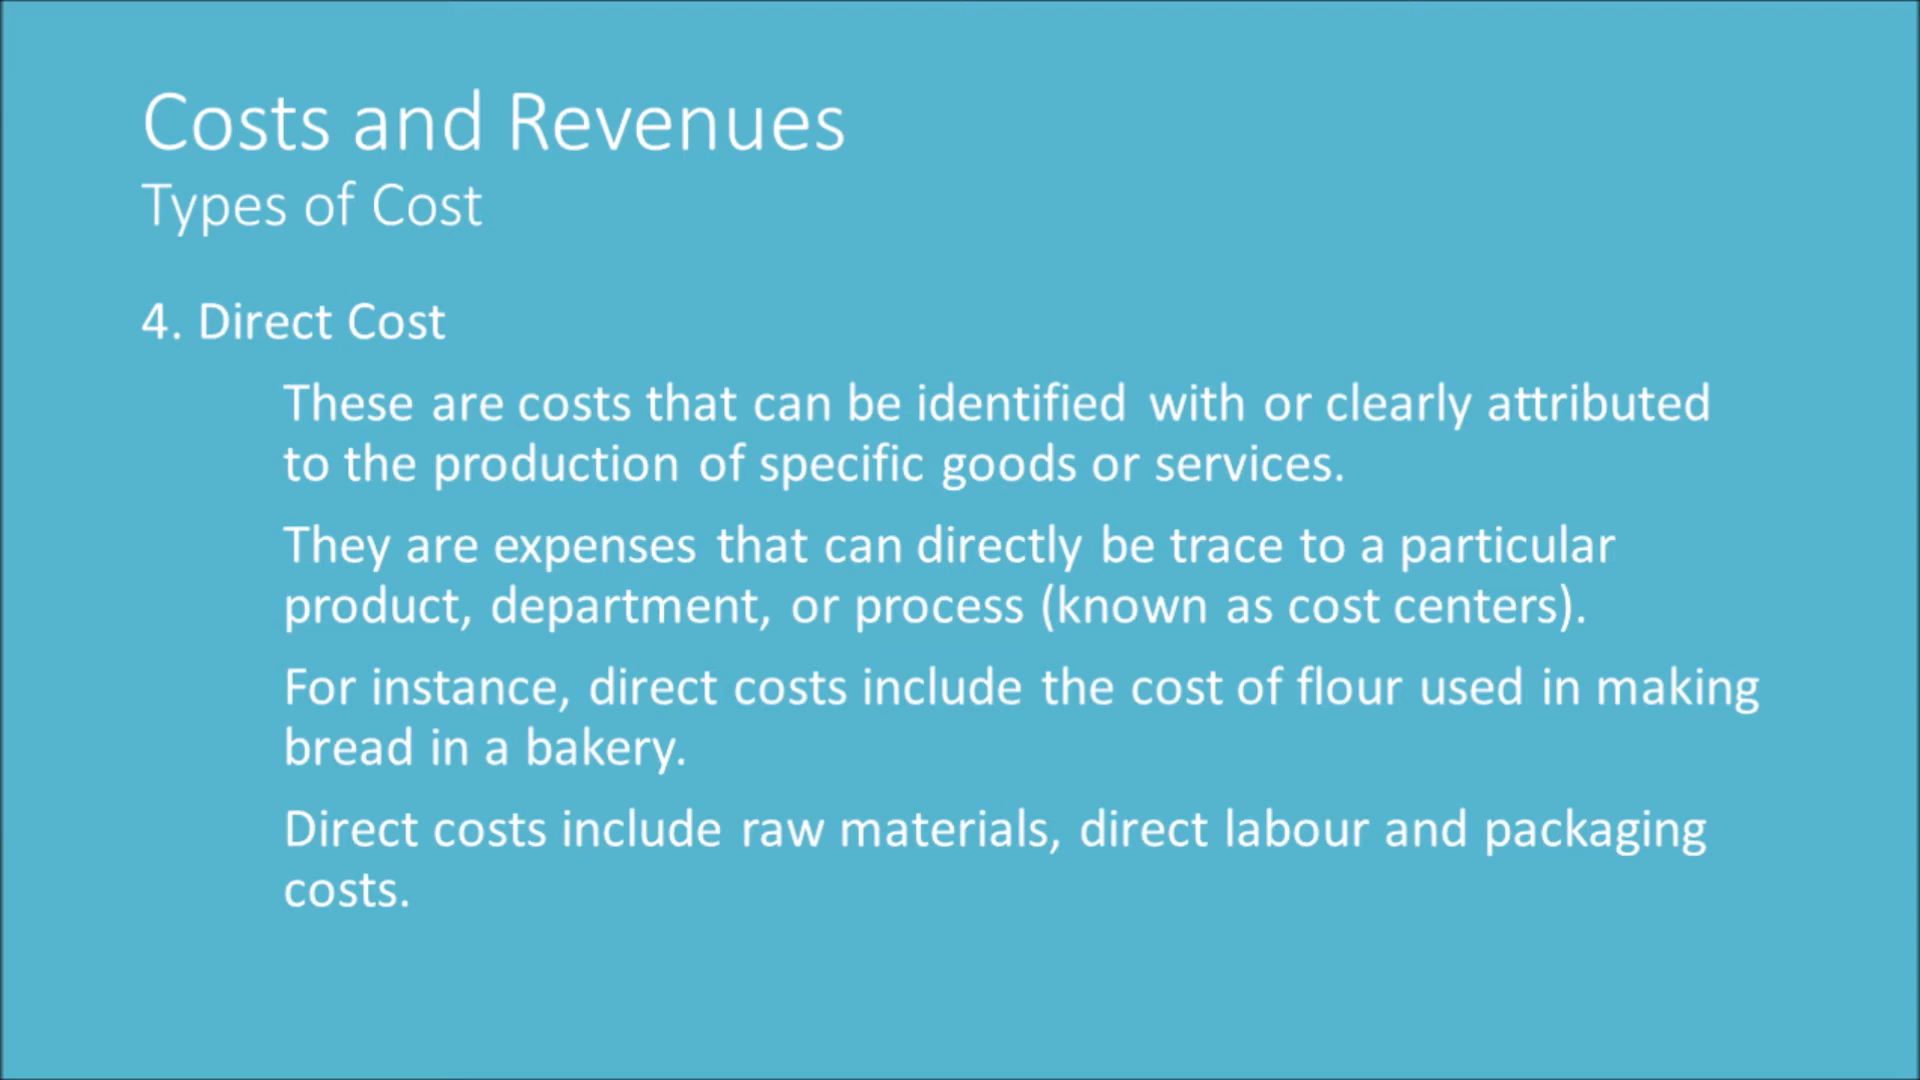 Costs and Revenues
Types of Cost
4. Direct Cost
These are costs that can be identified with or clearly attributed
to the production of specific goods or services.
They are expenses that can directly be trace to a particular
product, department, or process (known as cost centers).
For instance, direct costs include the cost of flour used in making
bread in a bakery.
Direct costs include raw materials, direct labour and packaging
costs.